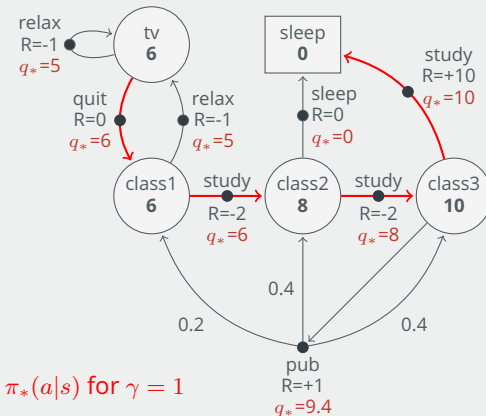 relax
R=-1
q*=5
tv
6
sleep
0
study
R=+10
q*=10
quit
R=0
q*=6
relax
R=-1
q*=5
sleep
R=0
q*=0
class1
6
study
R=-2
q*=6
class2
8
study
R=-2
q*=8
class3
10
0.2
0.4
0.4
pub
R=+1
q*=9.4
π*(a|s) for γ = 1